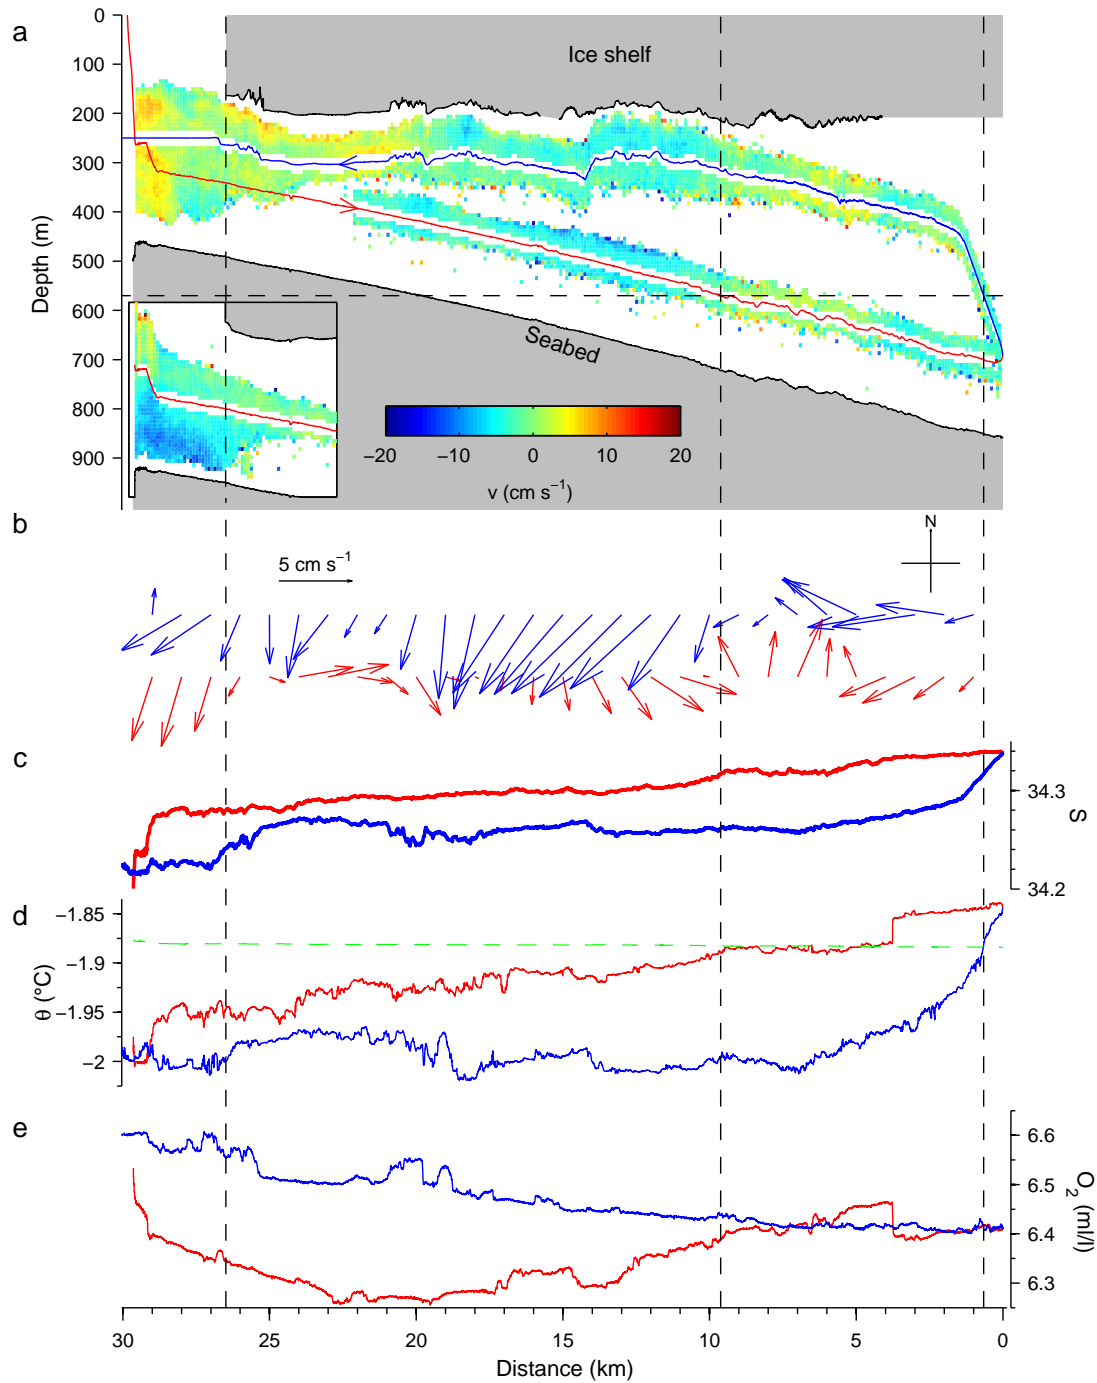 a
0
100
200
300
400
500
600
700
800
900
Depth (m)
Ice shelf
Seabed
−20
−10
0
10
20
v (cm s−1)
b
5 cm s−1
N
c
34.3
34.2
S
d
−1.85
−1.9
−1.95
−2
θ (°C)
e
6.6
6.5
6.4
6.3
O2 (ml/l)
30
25
20
15
10
5
0
Distance (km)